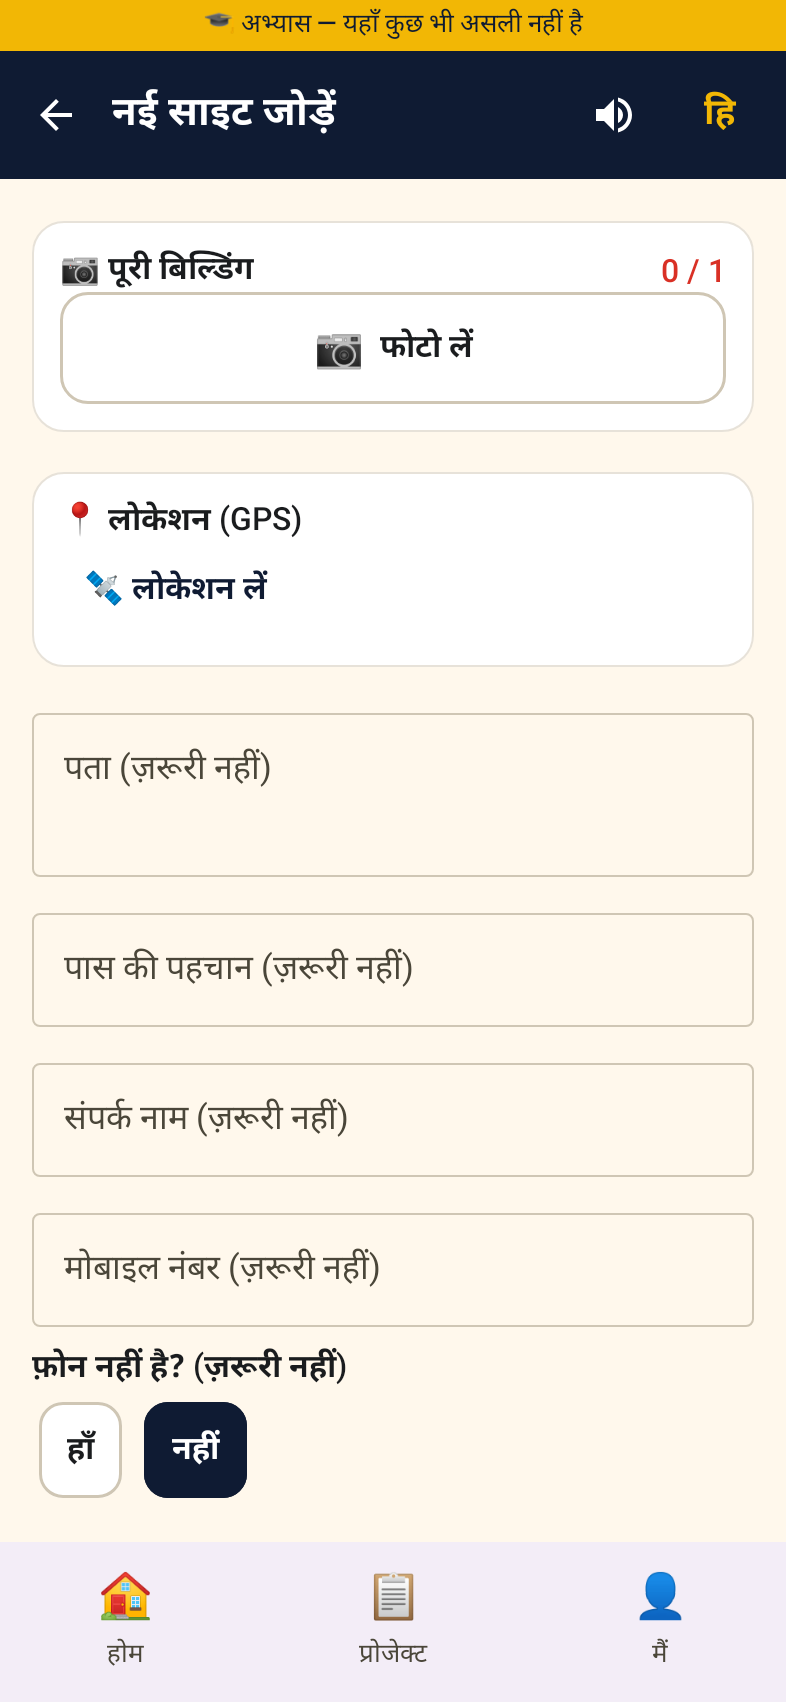 अभ्यास — यहाँ कुछ भी असली नहीं है
नई साइट जोड़ें
हि
पूरी बिल्डिंग
0 / 1
फोटो लें
लोकेशन (GPS)
लोकेशन लें
पता (ज़रूरी नहीं)
पास की पहचान (ज़रूरी नहीं)
संपर्क नाम (ज़रूरी नहीं)
मोबाइल नंबर (ज़रूरी नहीं)
फ़ोन नहीं है? (ज़रूरी नहीं)
हाँ
नहीं
होम
प्रोजेक्ट
मैं